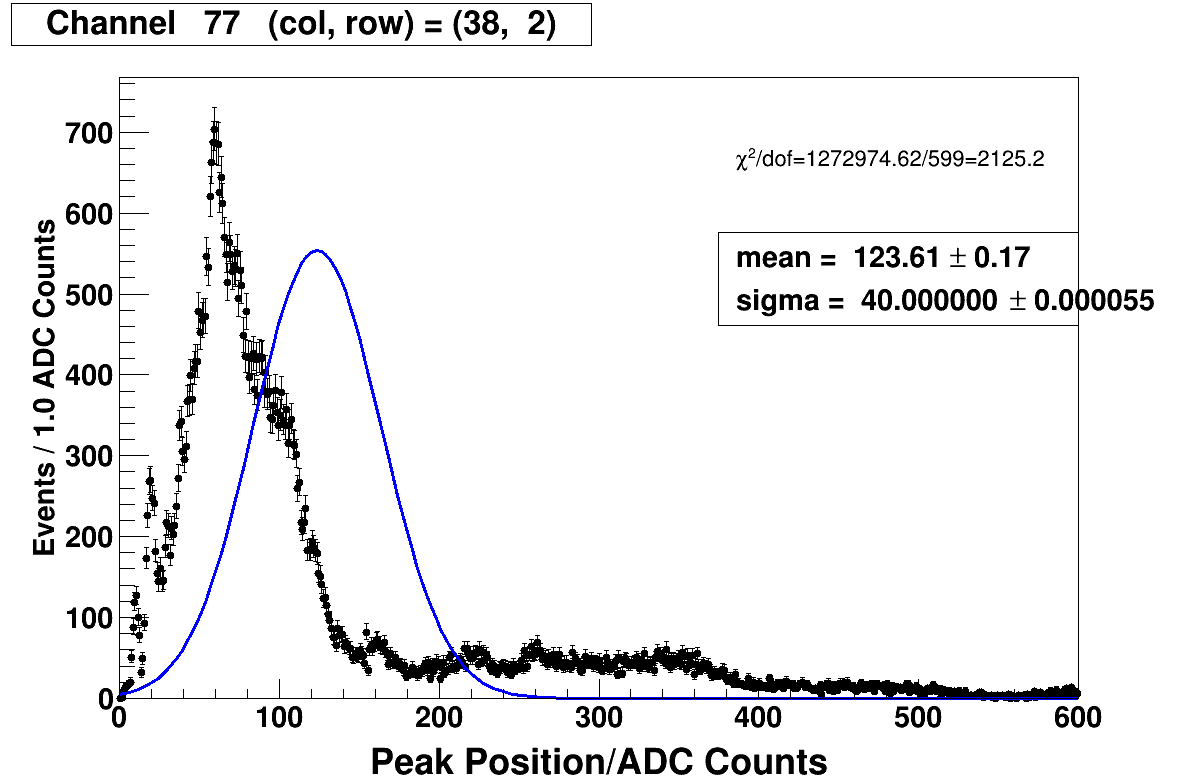 Channel 77 (col, row) = (38, 2)
χ²/dof=1272974.62/599=2125.2
mean = 123.61 ± 0.17
sigma = 40.000000 ± 0.000055
Events / 1.0 ADC Counts
700
600
500
400
300
200
100
0
0 100 200 300 400 500 600
Peak Position/ADC Counts